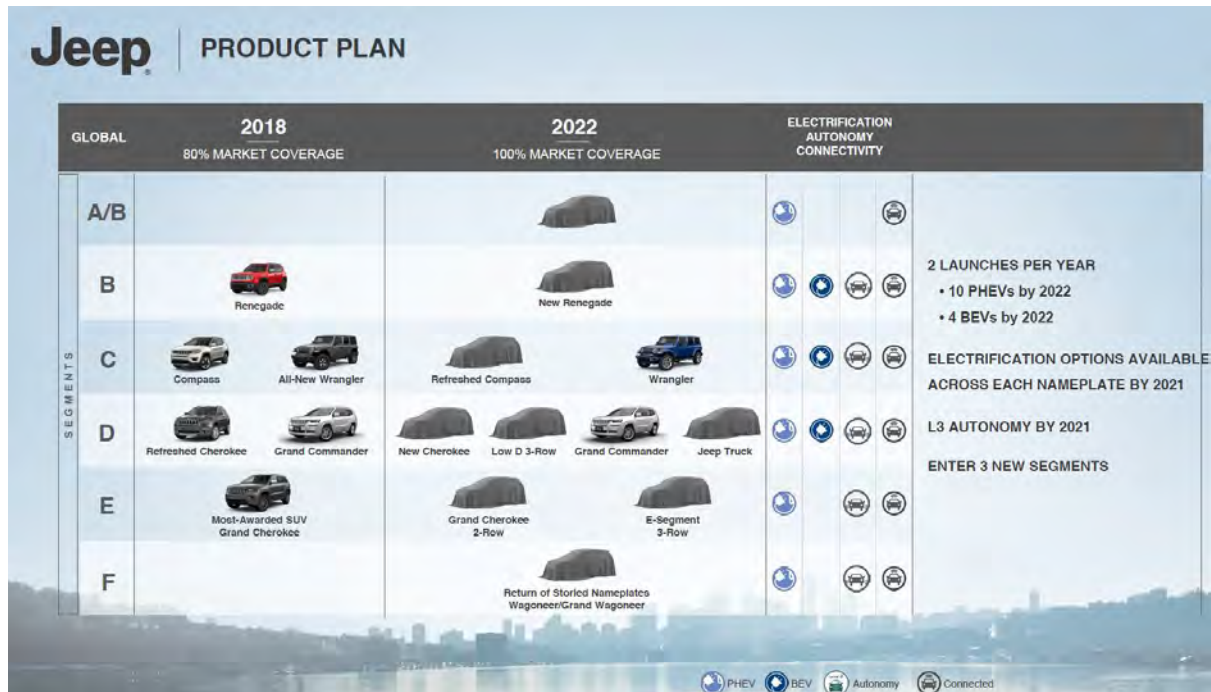 Jeep
PRODUCT PLAN
GLOBAL
2018
80% MARKET COVERAGE
2022
100% MARKET COVERAGE
ELECTRIFICATION
AUTONOMY
CONNECTIVITY
SEGMENTS
A/B
B
Renegade
New Renegade
C
Compass
All-New Wrangler
Refreshed Compass
Wrangler
D
Refreshed Cherokee
Grand Commander
New Cherokee
Low D 3-Row
Grand Commander
Jeep Truck
E
Most-Awarded SUV
Grand Cherokee
Grand Cherokee
2-Row
E-Segment
3-Row
F
Return of Storied Nameplates
Wagoneer/Grand Wagoneer
2 LAUNCHES PER YEAR
• 10 PHEVs by 2022
• 4 BEVs by 2022
ELECTRIFICATION OPTIONS AVAILABLE
ACROSS EACH NAMEPLATE BY 2021
L3 AUTONOMY BY 2021
ENTER 3 NEW SEGMENTS
PHEV
BEV
Autonomy
Connected